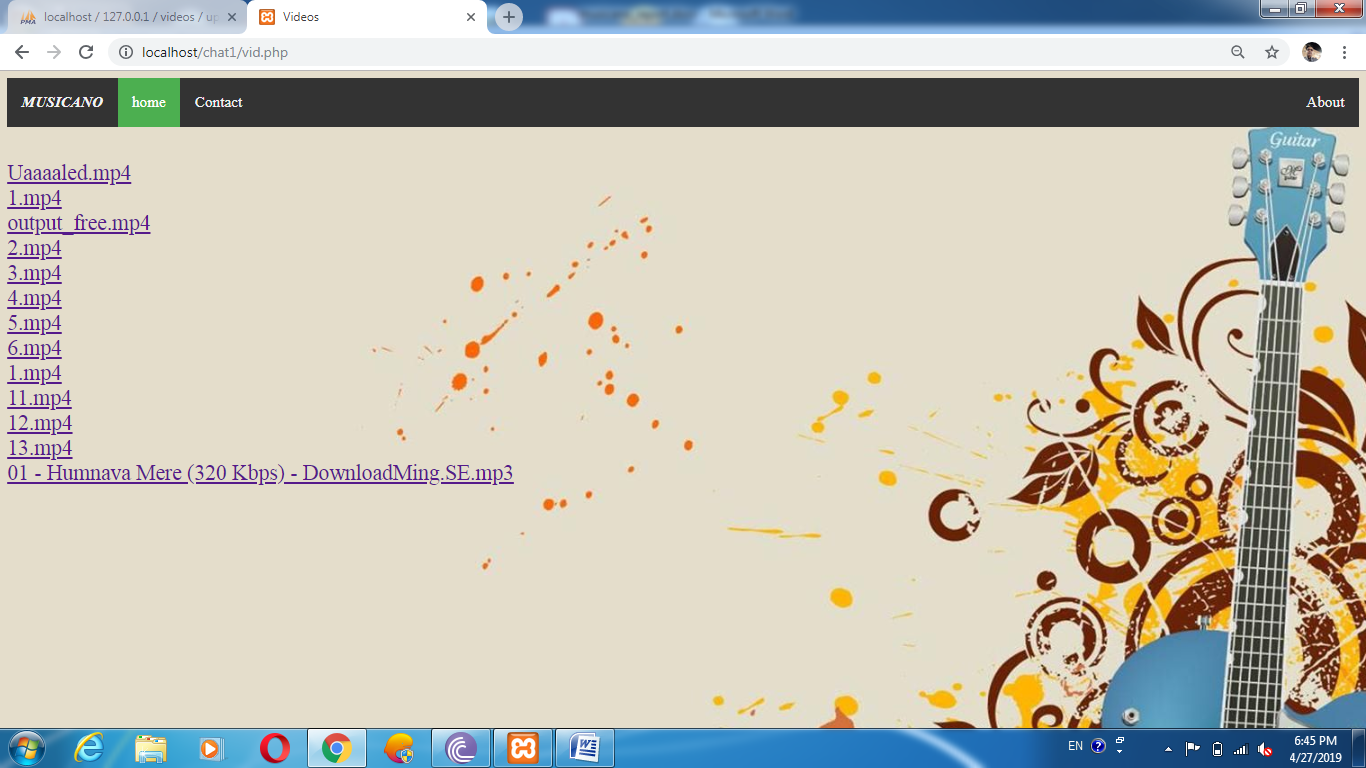 localhost / 127.0.0.1 / videos / up
Videos
localhost/chat1/vid.php
MUSICANO home Contact About
Guitar
Uaaaaled.mp4
1.mp4
output_free.mp4
2.mp4
3.mp4
4.mp4
5.mp4
6.mp4
1.mp4
11.mp4
12.mp4
13.mp4
01 - Humnava Mere (320 Kbps) - DownloadMing.SE.mp3
EN
6:45 PM
4/27/2019